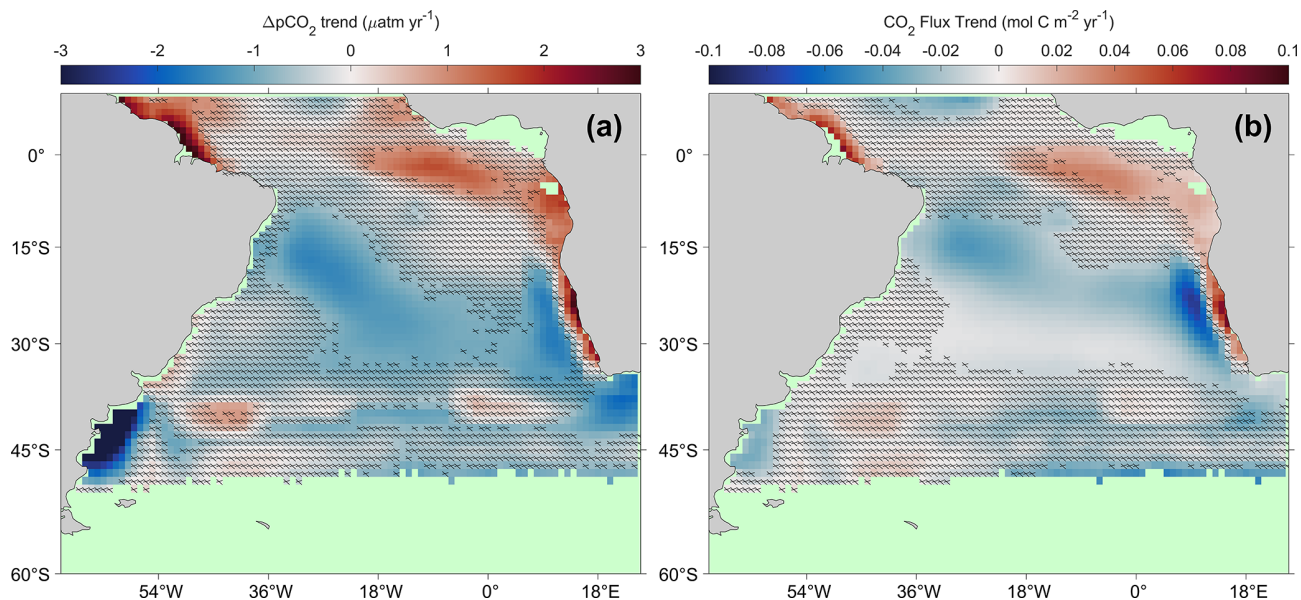 ΔpCO₂ trend (μatm yr⁻¹)
-3 -2 -1 0 1 2 3
(a)
0°
15°S
30°S
45°S
60°S
54°W 36°W 18°W 0° 18°E
CO₂ Flux Trend (mol C m⁻² yr⁻¹)
-0.1 -0.08 -0.06 -0.04 -0.02 0 0.02 0.04 0.06 0.08 0.1
(b)
0°
15°S
30°S
45°S
60°S
54°W 36°W 18°W 0° 18°E